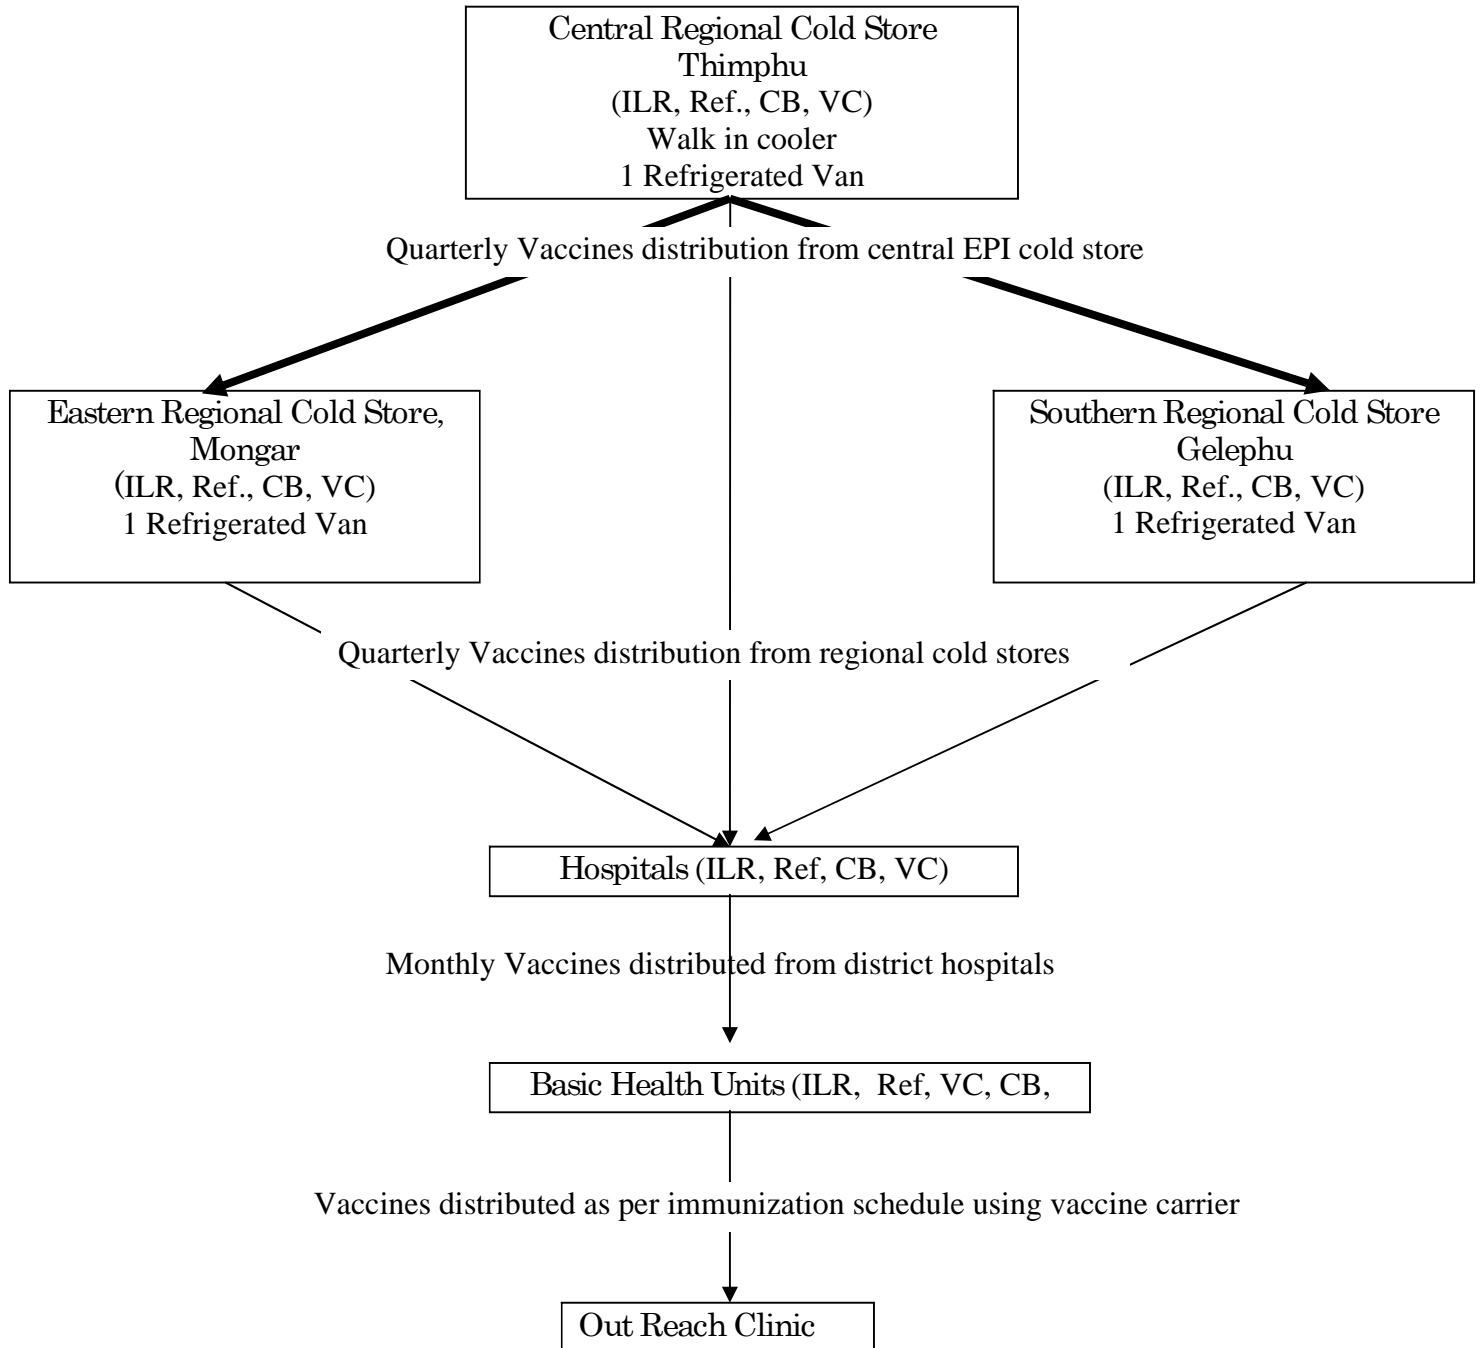 Central Regional Cold Store
Thimphu
(ILR, Ref., CB, VC)
Walk in cooler
1 Refrigerated Van
Quarterly Vaccines distribution from central EPI cold store
Eastern Regional Cold Store,
Mongar
(ILR, Ref., CB, VC)
1 Refrigerated Van
Southern Regional Cold Store
Gelephu
(ILR, Ref., CB, VC)
1 Refrigerated Van
Quarterly Vaccines distribution from regional cold stores
Hospitals (ILR, Ref, CB, VC)
Monthly Vaccines distributed from district hospitals
Basic Health Units (ILR, Ref, VC, CB,
Vaccines distributed as per immunization schedule using vaccine carrier
Out Reach Clinic